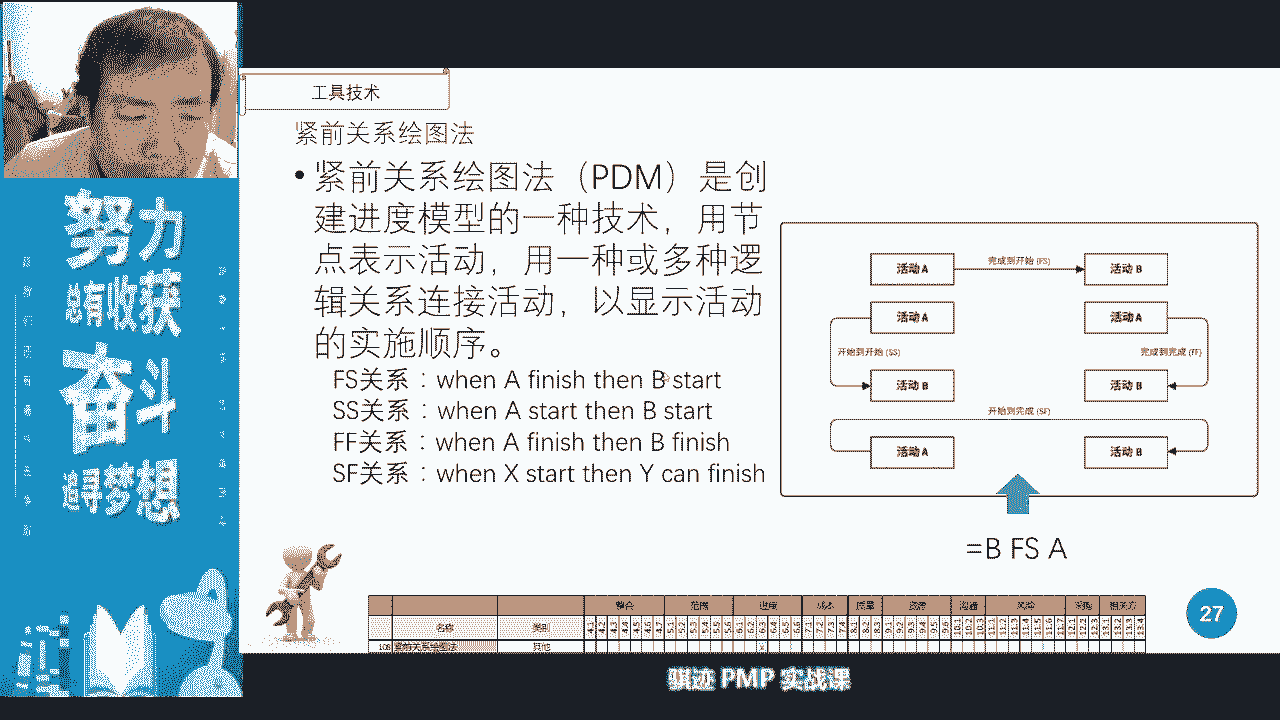 工具技术
紧前关系绘图法
• 紧前关系绘图法（PDM）是创
建进度模型的一种技术，用节
点表示活动，用一种或多种逻
辑关系连接活动，以显示活动
的实施顺序。
FS关系：when A finish then B start
SS关系：when A start then B start
FF关系：when A finish then B finish
SF关系：when X start then Y can finish
活动 A
完成到开始 (FS)
活动 B
活动 A
活动 A
开始到开始 (SS)
完成到完成 (FF)
活动 B
活动 B
开始到完成 (SF)
活动 A
活动 B
=B FS A
努力
总有收获
奋斗
追寻梦想
整合 范围 进度 成本 质量 资源 沟通 风险 采购 相关方
名称 类别
108 紧前关系绘图法 其他
27
骐迹 PMP 实战课